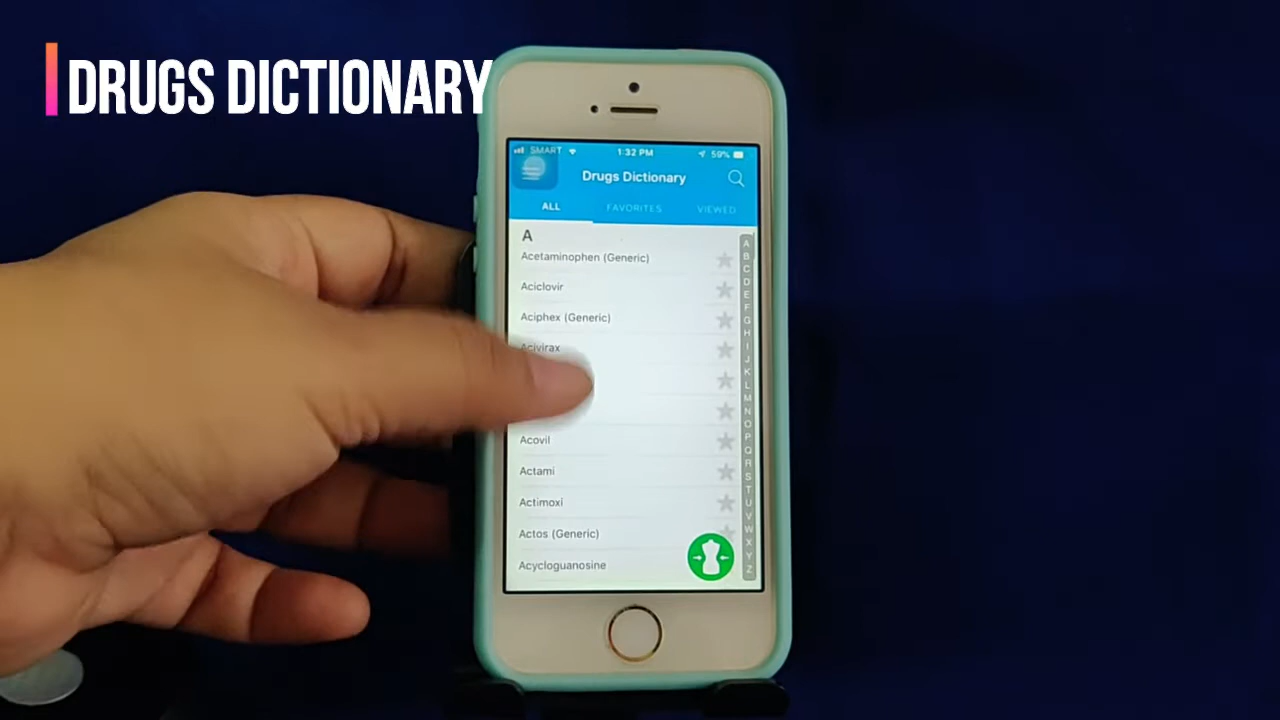 DRUGS DICTIONARY
SMART 1:32 PM 59%
Drugs Dictionary
ALL FAVORITES VIEWED
A
Acetaminophen (Generic)
Aciclovir
Aciphex (Generic)
Acivirax
Acovil
Actami
Actimoxi
Actos (Generic)
Acycloguanosine
A
B
C
D
E
F
G
H
I
J
K
L
M
N
O
P
Q
R
S
T
U
V
W
X
Y
Z